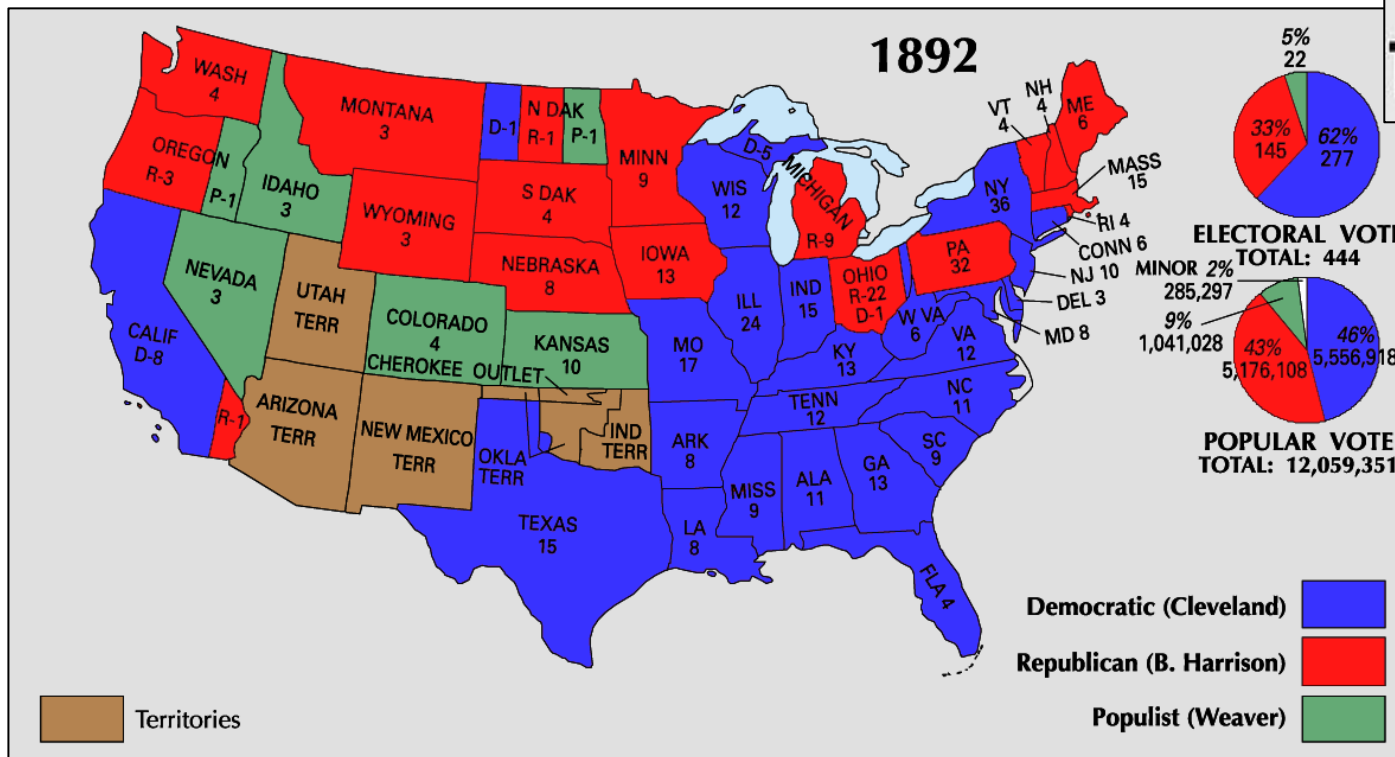 1892
WASH
4
OREGON
R-3
P-1
IDAHO
3
MONTANA
3
WYOMING
3
NEVADA
3
UTAH
TERR
CALIF
D-8
R-1
ARIZONA
TERR
NEW MEXICO
TERR
COLORADO
4
CHEROKEE OUTLET
D-1
N DAK
R-1
P-1
S DAK
4
NEBRASKA
8
KANSAS
10
OKLA
TERR
IND
TERR
TEXAS
15
MINN
9
IOWA
13
MO
17
ARK
8
LA
8
WIS
12
D-5
MICHIGAN
R-9
ILL
24
IND
15
OHIO
R-22
D-1
KY
13
TENN
12
MISS
9
ALA
11
GA
13
FLA 4
SC
9
NC
11
VA
12
W VA
6
PA
32
NY
36
VT
4
NH
4
ME
6
MASS
15
RI 4
CONN 6
NJ 10
DEL 3
MD 8
5%
22
33%
145
62%
277
ELECTORAL VOTE
TOTAL: 444
MINOR 2%
285,297
9%
1,041,028
43%
5,176,108
46%
5,556,918
POPULAR VOTE
TOTAL: 12,059,351
Democratic (Cleveland)
Republican (B. Harrison)
Populist (Weaver)
Territories